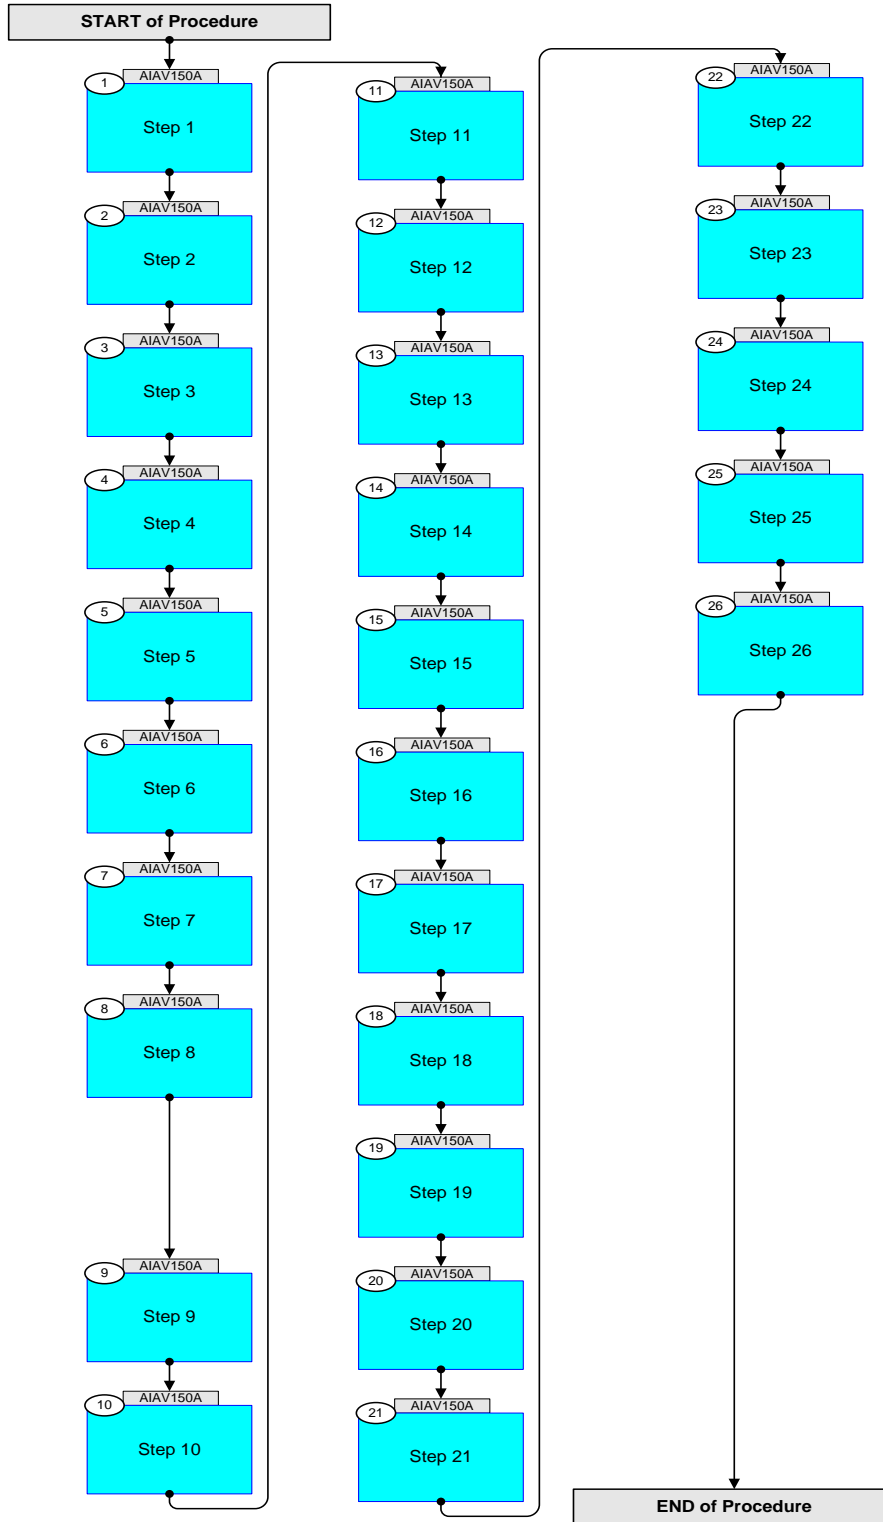 START of Procedure
AIAV150A
1
Step 1
AIAV150A
2
Step 2
AIAV150A
3
Step 3
AIAV150A
4
Step 4
AIAV150A
5
Step 5
AIAV150A
6
Step 6
AIAV150A
7
Step 7
AIAV150A
8
Step 8
AIAV150A
9
Step 9
AIAV150A
10
Step 10
AIAV150A
11
Step 11
AIAV150A
12
Step 12
AIAV150A
13
Step 13
AIAV150A
14
Step 14
AIAV150A
15
Step 15
AIAV150A
16
Step 16
AIAV150A
17
Step 17
AIAV150A
18
Step 18
AIAV150A
19
Step 19
AIAV150A
20
Step 20
AIAV150A
21
Step 21
AIAV150A
22
Step 22
AIAV150A
23
Step 23
AIAV150A
24
Step 24
AIAV150A
25
Step 25
AIAV150A
26
Step 26
END of Procedure